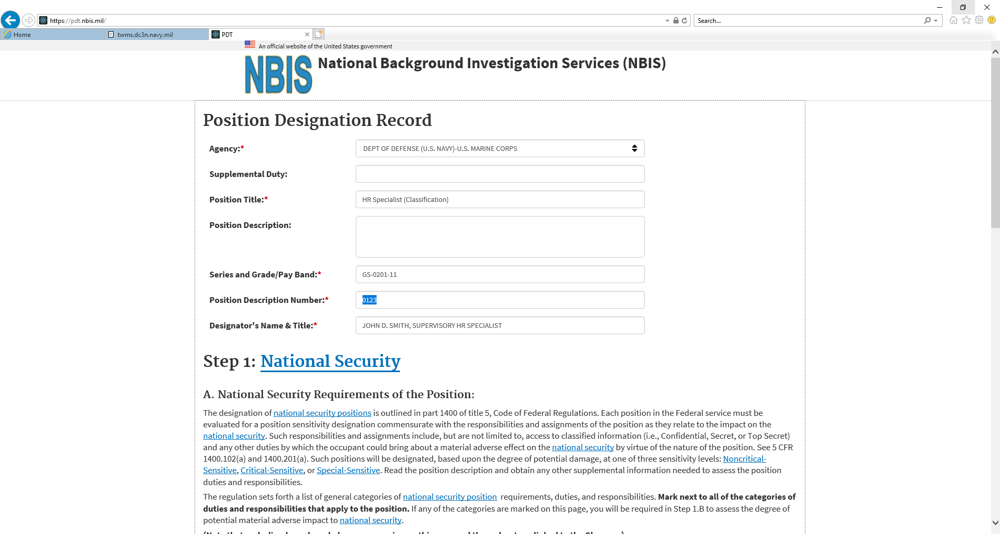 https://pdt.nbis.mil/
Search...
Home
twms.dc3n.navy.mil
PDT
An official website of the United States government
NBIS
National Background Investigation Services (NBIS)
Position Designation Record
Agency:*
DEPT OF DEFENSE (U.S. NAVY)-U.S. MARINE CORPS
Supplemental Duty:
Position Title:*
HR Specialist (Classification)
Position Description:
Series and Grade/Pay Band:*
GS-0201-11
Position Description Number:*
0123
Designator's Name & Title:*
JOHN D. SMITH, SUPERVISORY HR SPECIALIST
Step 1: National Security
A. National Security Requirements of the Position:
The designation of national security positions is outlined in part 1400 of title 5, Code of Federal Regulations. Each position in the Federal service must be
evaluated for a position sensitivity designation commensurate with the responsibilities and assignments of the position as they relate to the impact on the
national security. Such responsibilities and assignments include, but are not limited to, access to classified information (i.e., Confidential, Secret, or Top Secret)
and any other duties by which the occupant could bring about a material adverse effect on the national security by virtue of the nature of the position. See 5 CFR
1400.102(a) and 1400.201(a). Such positions will be designated, based upon the degree of potential damage, at one of three sensitivity levels: Noncritical-
Sensitive, Critical-Sensitive, or Special-Sensitive. Read the position description and obtain any other supplemental information needed to assess the position
duties and responsibilities.
The regulation sets forth a list of general categories of national security position requirements, duties, and responsibilities. Mark next to all of the categories of
duties and responsibilities that apply to the position. If any of the categories are marked on this page, you will be required in Step 1.B to assess the degree of
potential material adverse impact to national security.